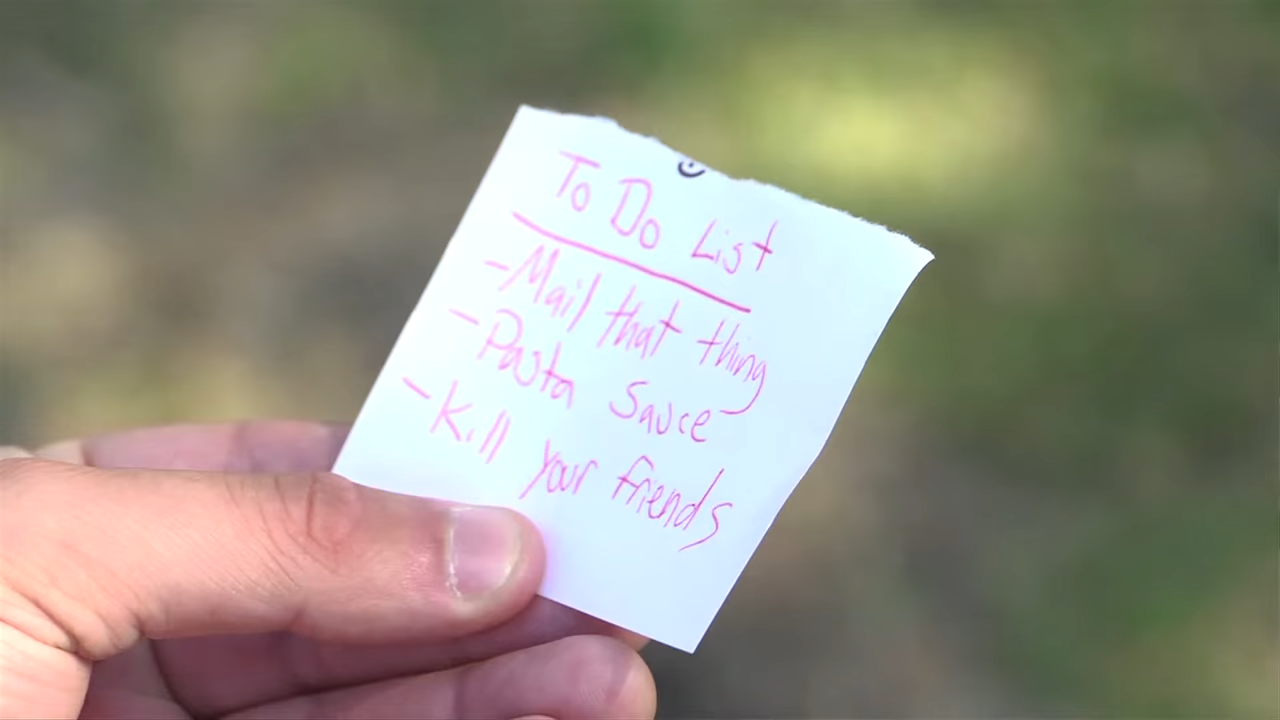 To Do List
-Mail that thing
-Pasta Sauce
-Kill your friends